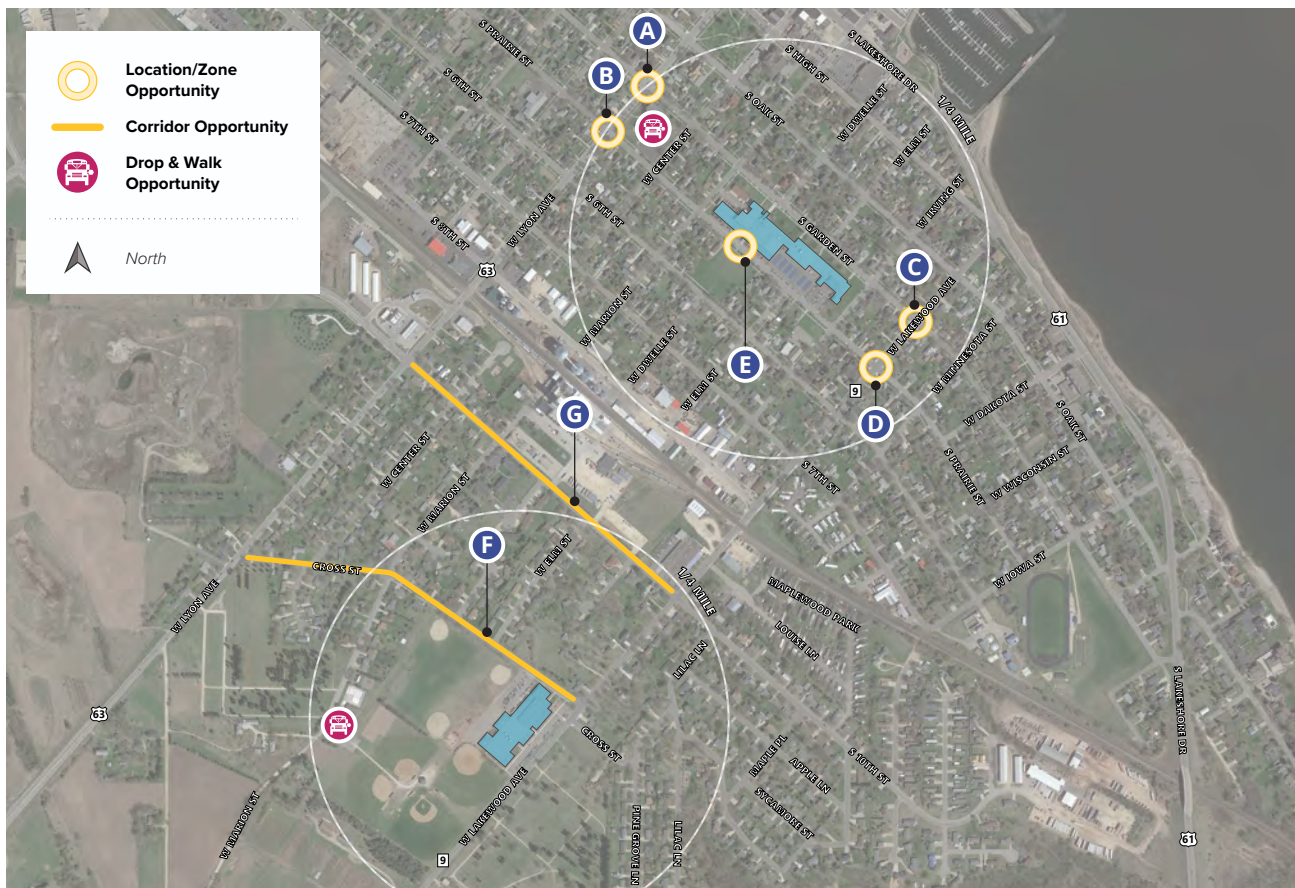 Location/Zone
Opportunity
Corridor Opportunity
Drop & Walk
Opportunity
North
A
B
C
D
E
F
G
S PRAIRIE ST
S 6TH ST
S 7TH ST
S 8TH ST
W LYON AVE
63
S 6TH ST
W CENTER ST
S OAK ST
S HIGH ST
S LAKESHORE DR
1/4 MILE
W DWELLE ST
W ELM ST
W IRVING ST
S GARDEN ST
W LAKEWOOD AVE
W MINNESOTA ST
61
9
W DAKOTA ST
S OAK ST
W WISCONSIN ST
S PRAIRIE ST
S 7TH ST
W IOWA ST
W MARION ST
W DWELLE ST
W ELM ST
W CENTER ST
W MARION ST
W ELM ST
CROSS ST
W LYON AVE
63
1/4 MILE
MAPLEWOOD PARK
LOUISE LN
LILAC LN
S LAKESHORE DR
CROSS ST
MAPLE PL
APPLE LN
S 10TH ST
SYCAMORE ST
W MARION ST
W LAKEWOOD AVE
9
PINE GROVE LN
LILAC LN
61